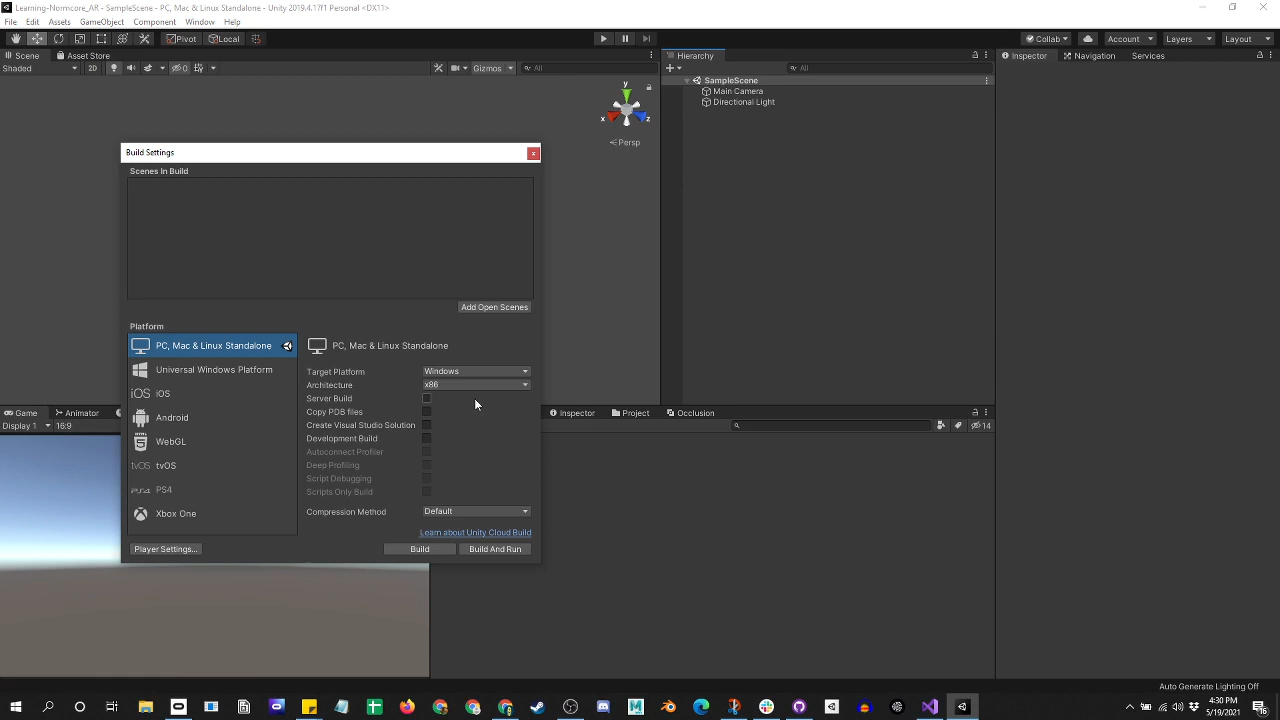 Learning-Normcore_AR - SampleScene - PC, Mac & Linux Standalone - Unity 2019.4.17f1 Personal <DX11>
File Edit Assets GameObject Component Window Help
Pivot Local Collab Account Layers Layout
Scene Asset Store Hierarchy Inspector Navigation Services
Shaded 2D 0 Gizmos All All
SampleScene
Main Camera
Directional Light
y
x z
Persp
Build Settings
Scenes In Build
Add Open Scenes
Platform
PC, Mac & Linux Standalone
Universal Windows Platform
iOS iOS
Android
WebGL
tvOS tvOS
PS4 PS4
Xbox One
Player Settings...
PC, Mac & Linux Standalone
Target Platform Windows
Architecture x86
Server Build
Copy PDB files
Create Visual Studio Solution
Development Build
Autoconnect Profiler
Deep Profiling
Script Debugging
Scripts Only Build
Compression Method Default
Learn about Unity Cloud Build
Build Build And Run
Game Animator Inspector Project Occlusion
Display 1 16:9 14
Auto Generate Lighting Off
4:30 PM
5/19/2021